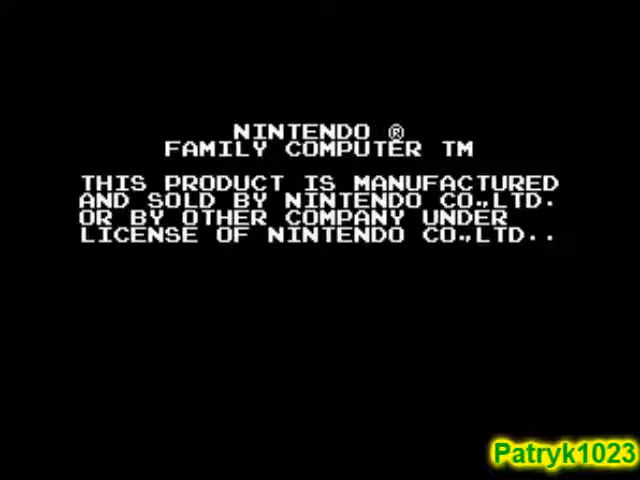 NINTENDO ®
FAMILY COMPUTER TM
THIS PRODUCT IS MANUFACTURED
AND SOLD BY NINTENDO CO.,LTD.
OR BY OTHER COMPANY UNDER
LICENSE OF NINTENDO CO.,LTD..
Patryk1023